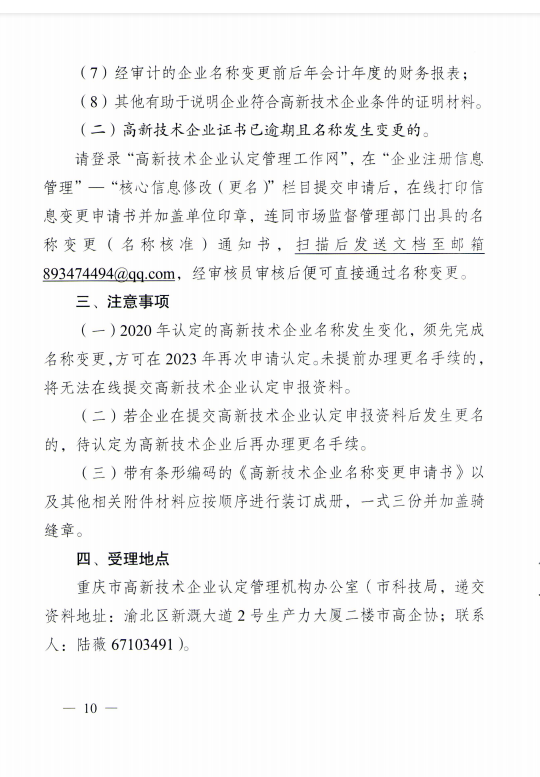 （7）经审计的企业名称变更前后年会计年度的财务报表；
（8）其他有助于说明企业符合高新技术企业条件的证明材料。
（二）高新技术企业证书已逾期且名称发生变更的。
请登录“高新技术企业认定管理工作网”，在“企业注册信息
管理”—“核心信息修改（更名）”栏目提交申请后，在线打印信
息变更申请书并加盖单位印章，连同市场监督管理部门出具的名
称变更（名称核准）通知书，扫描后发送文档至邮箱
893474494@qq.com，经审核员审核后便可直接通过名称变更。
三、注意事项
（一）2020年认定的高新技术企业名称发生变化，须先完成
名称变更，方可在2023年再次申请认定。未提前办理更名手续的，
将无法在线提交高新技术企业认定申报资料。
（二）若企业在提交高新技术企业认定申报资料后发生更名
的，待认定为高新技术企业后再办理更名手续。
（三）带有条形编码的《高新技术企业名称变更申请书》以
及其他相关附件材料应按顺序进行装订成册，一式三份并加盖骑
缝章。
四、受理地点
重庆市高新技术企业认定管理机构办公室（市科技局，递交
资料地址：渝北区新溉大道2号生产力大厦二楼市高企协；联系
人：陆薇 67103491）。
— 10 —